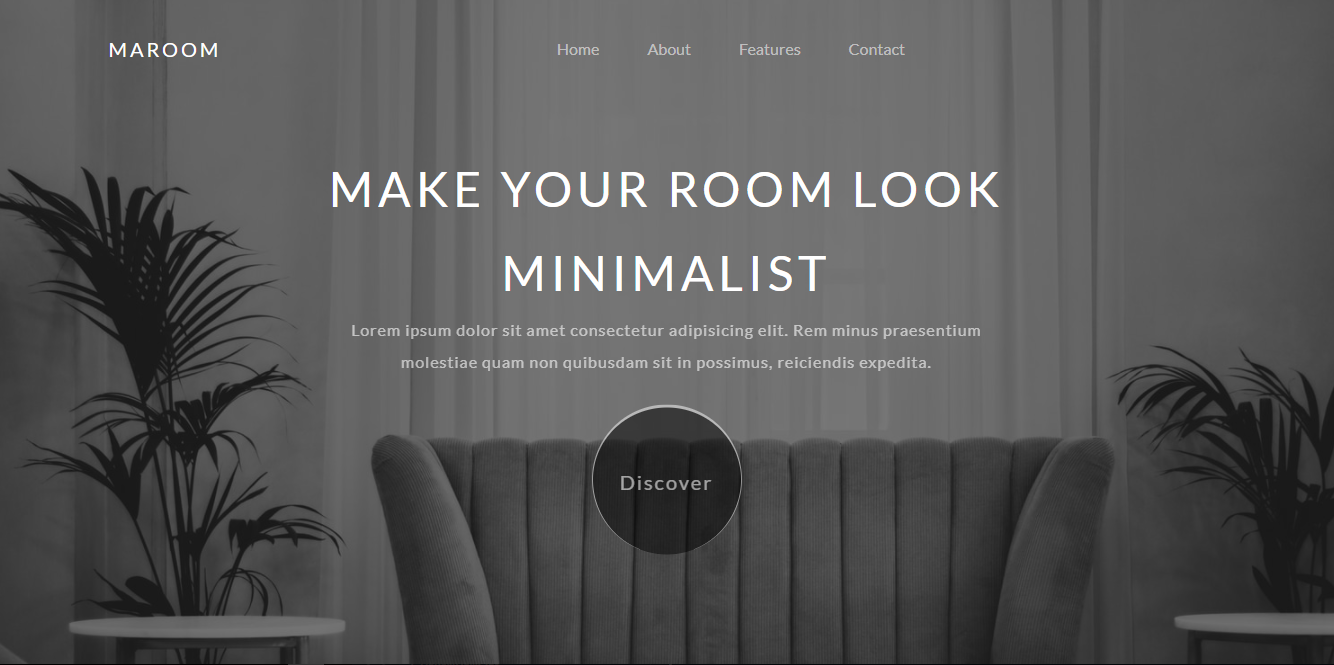 MAROOM
Home About Features Contact
MAKE YOUR ROOM LOOK
MINIMALIST
Lorem ipsum dolor sit amet consectetur adipisicing elit. Rem minus praesentium
molestiae quam non quibusdam sit in possimus, reiciendis expedita.
Discover